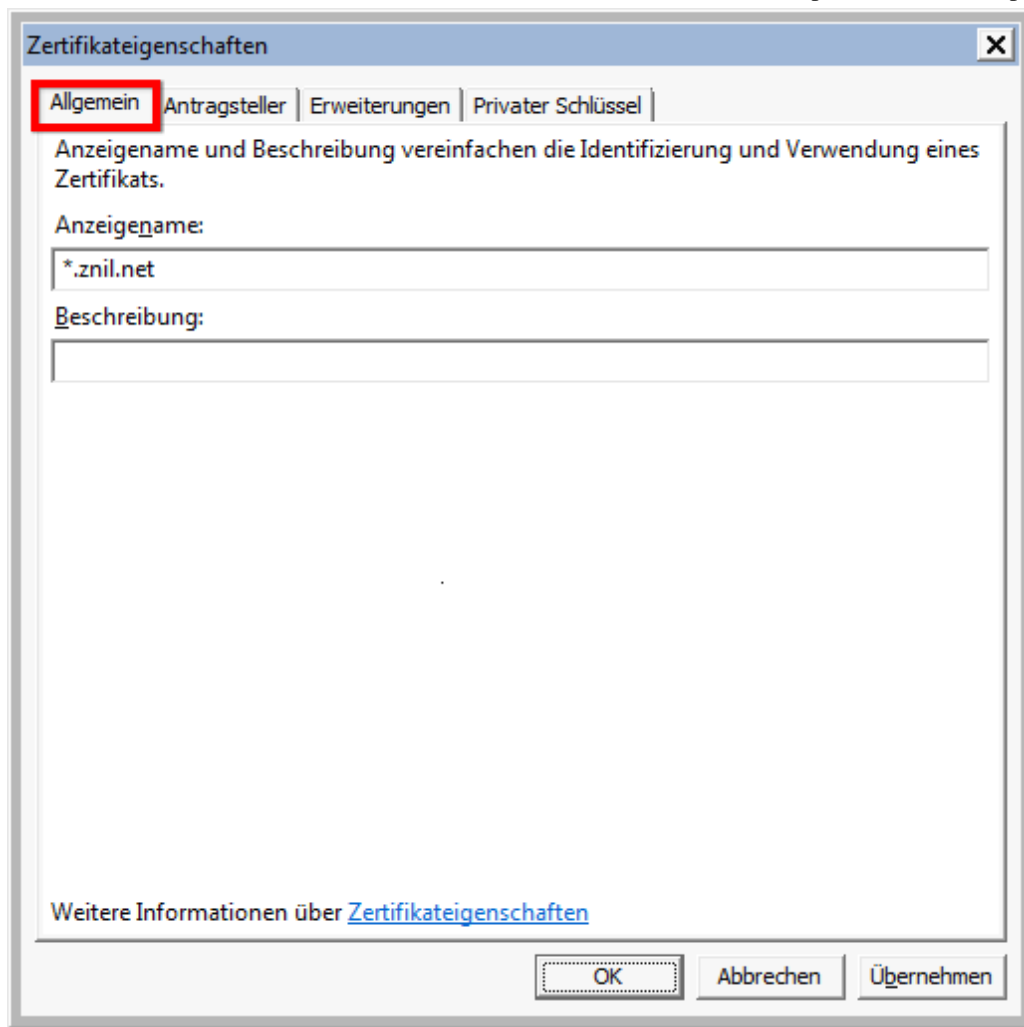 Zertifikateigenschaften
Allgemein Antragsteller Erweiterungen Privater Schlüssel
Anzeigename und Beschreibung vereinfachen die Identifizierung und Verwendung eines
Zertifikats.
Anzeigename:
*.znil.net
Beschreibung:
Weitere Informationen über Zertifikateigenschaften
OK Abbrechen Übernehmen